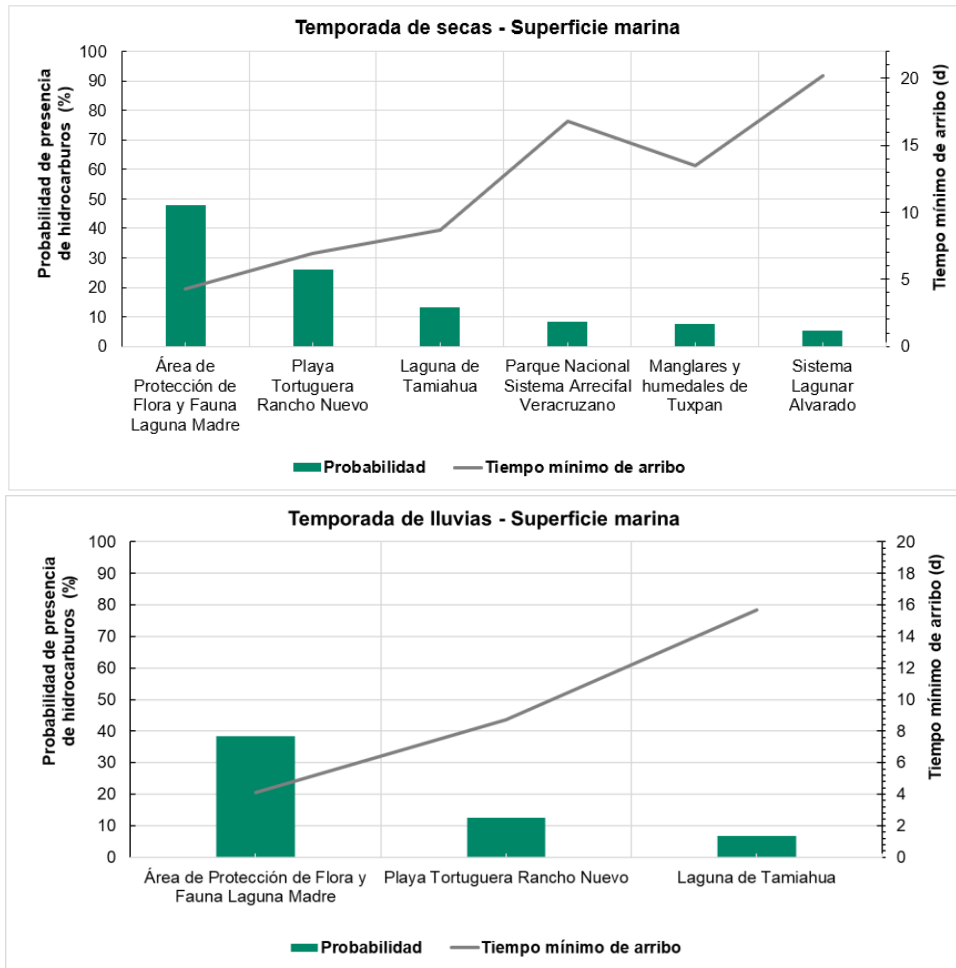 Temporada de secas - Superficie marina
Probabilidad de presencia
de hidrocarburos (%)
100
90
80
70
60
50
40
30
20
10
0
20
15
10
5
0
Tiempo mínimo de arribo (d)
Área de
Protección de
Flora y Fauna
Laguna Madre
Playa
Tortuguera
Rancho Nuevo
Laguna de
Tamiahua
Parque Nacional
Sistema Arrecifal
Veracruzano
Manglares y
humedales de
Tuxpan
Sistema
Lagunar
Alvarado
Probabilidad
Tiempo mínimo de arribo
Temporada de lluvias - Superficie marina
Probabilidad de presencia
de hidrocarburos
(%)
100
90
80
70
60
50
40
30
20
10
0
20
18
16
14
12
10
8
6
4
2
0
Tiempo mínimo de arribo (d)
Área de Protección de Flora y
Fauna Laguna Madre
Playa Tortuguera Rancho Nuevo
Laguna de Tamiahua
Probabilidad
Tiempo mínimo de arribo